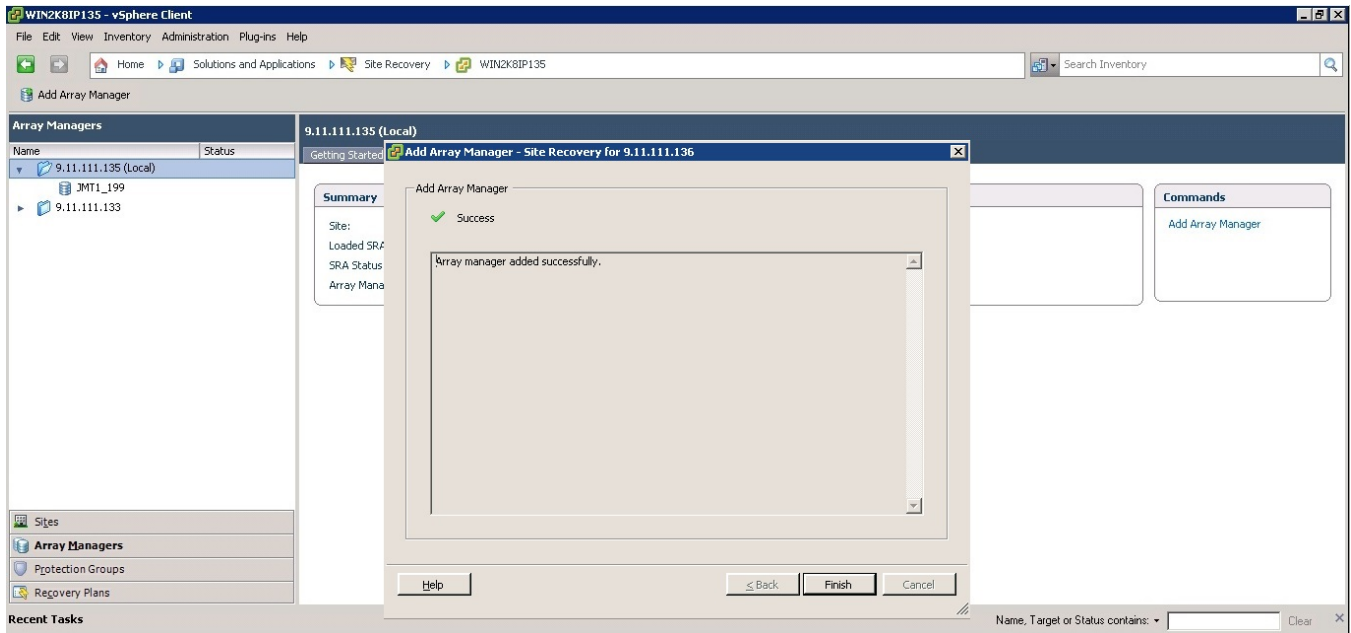 WIN2K8IP135 - vSphere Client
File Edit View Inventory Administration Plug-ins Help
Home Solutions and Applications Site Recovery WIN2K8IP135
Search Inventory
Add Array Manager
Array Managers
Name Status
9.11.111.135 (Local)
JMT1_199
9.11.111.133
Sites
Array Managers
Protection Groups
Recovery Plans
9.11.111.135 (Local)
Getting Started
Summary
Site:
Loaded SRA
SRA Status
Array Mana
Commands
Add Array Manager
Add Array Manager - Site Recovery for 9.11.111.136
Add Array Manager
Success
Array manager added successfully.
Help
< Back
Finish
Cancel
Recent Tasks
Name, Target or Status contains:
Clear